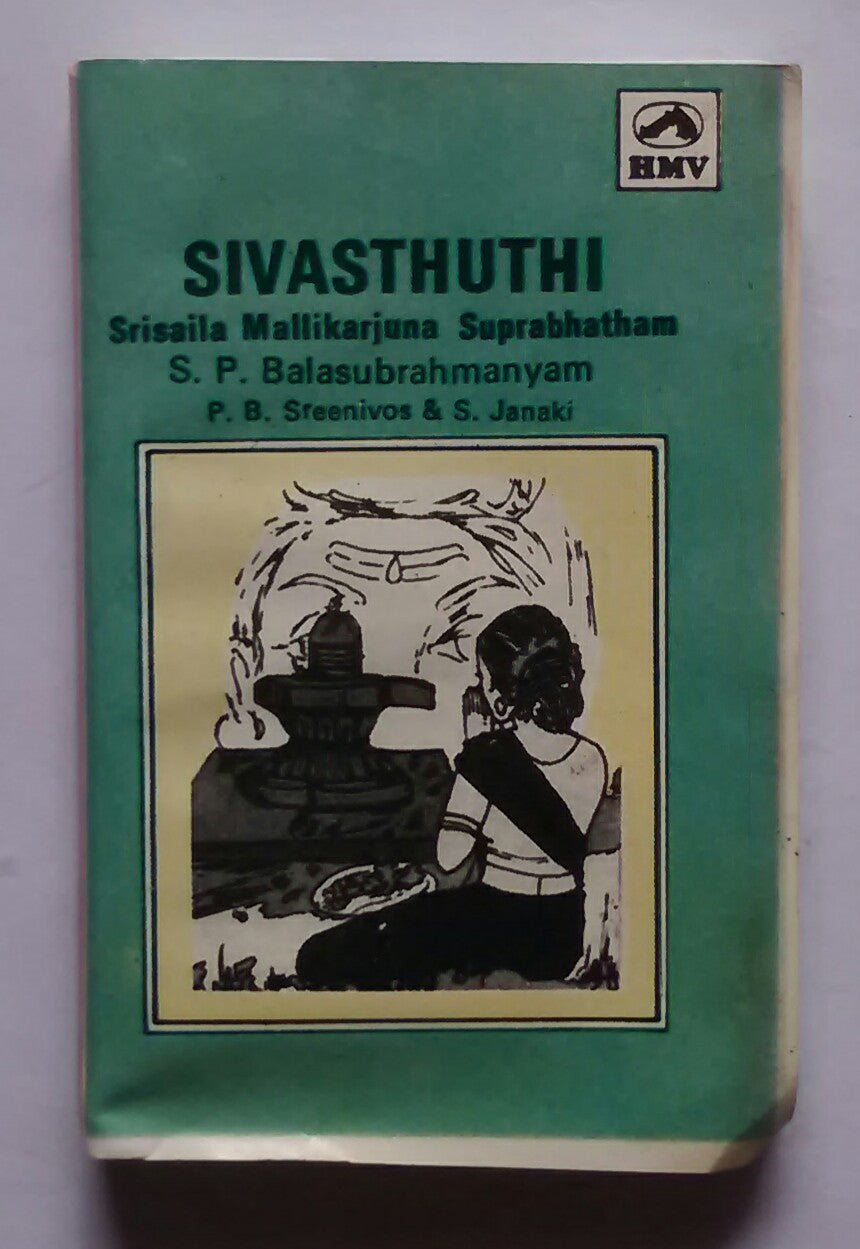 HMV
SIVASTHUTHI
Srisaila Mallikarjuna Suprabhatham
S. P. Balasubrahmanyam
P. B. Sreenivos & S. Janaki